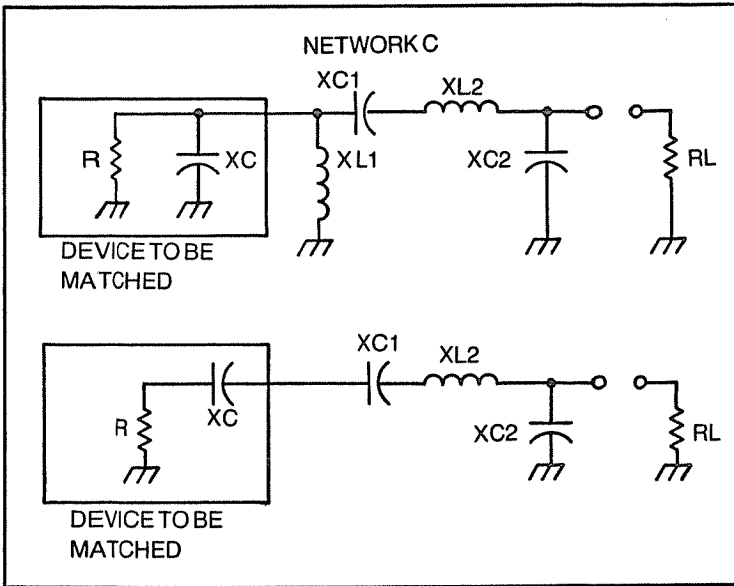 NETWORK C
XC1
XL2
R
XC
XL1
XC2
RL
DEVICE TO BE
MATCHED
XC1
XL2
R
XC
XC2
RL
DEVICE TO BE
MATCHED